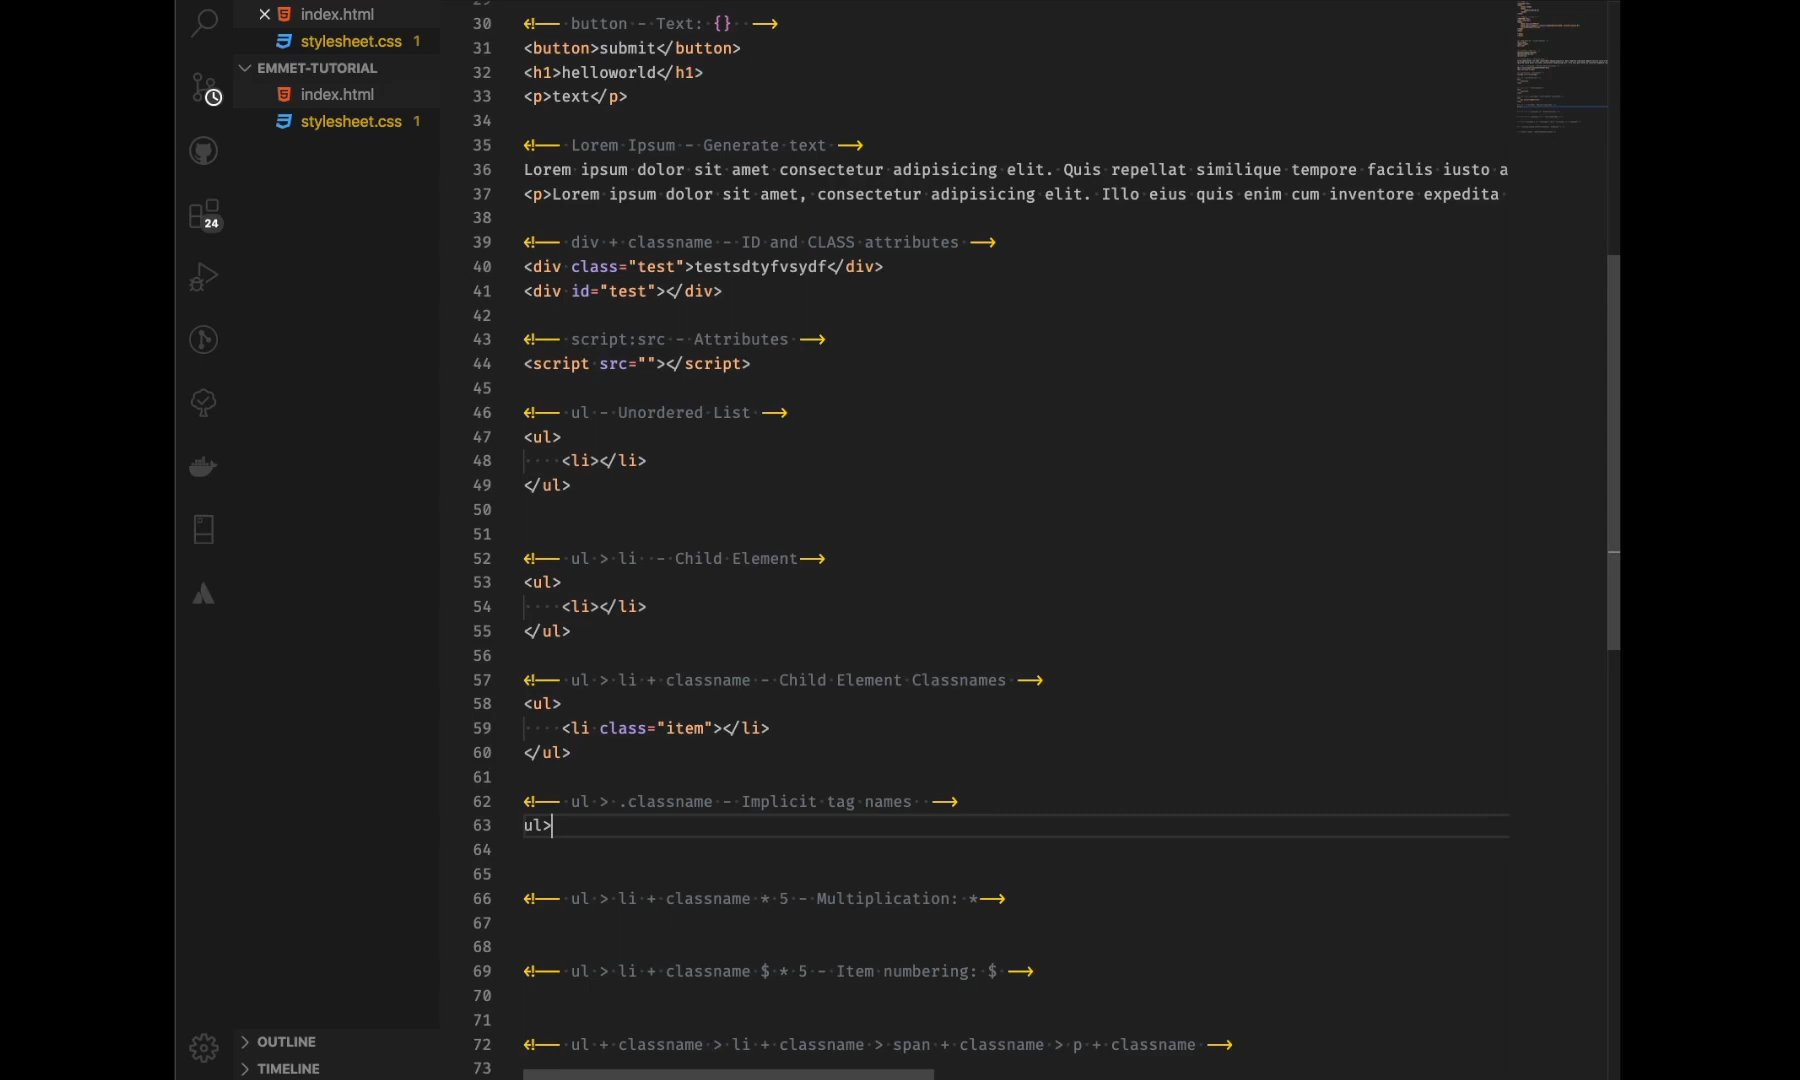 index.html
stylesheet.css 1
EMMET-TUTORIAL
index.html
stylesheet.css 1
24
OUTLINE
TIMELINE
30 <!-- button - Text: {} -->
31 <button>submit</button>
32 <h1>helloworld</h1>
33 <p>text</p>
34
35 <!-- Lorem Ipsum - Generate text -->
36 Lorem ipsum dolor sit amet consectetur adipisicing elit. Quis repellat similique tempore facilis iusto a
37 <p>Lorem ipsum dolor sit amet, consectetur adipisicing elit. Illo eius quis enim cum inventore expedita
38
39 <!-- div + classname - ID and CLASS attributes -->
40 <div class="test">testsdtyfvsydf</div>
41 <div id="test"></div>
42
43 <!-- script:src - Attributes -->
44 <script src=""></script>
45
46 <!-- ul - Unordered List -->
47 <ul>
48 <li></li>
49 </ul>
50
51
52 <!-- ul > li - Child Element-->
53 <ul>
54 <li></li>
55 </ul>
56
57 <!-- ul > li + classname - Child Element Classnames -->
58 <ul>
59 <li class="item"></li>
60 </ul>
61
62 <!-- ul > .classname - Implicit tag names -->
63 ul>
64
65
66 <!-- ul > li + classname * 5 - Multiplication: *-->
67
68
69 <!-- ul > li + classname $ * 5 - Item numbering: $ -->
70
71
72 <!-- ul + classname > li + classname > span + classname > p + classname -->
73